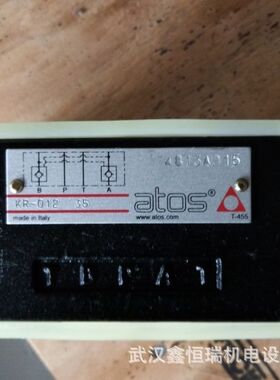 4813A115
B P T A
KR-012 35
atos®
made in Italy
www.atos.com
T-455
武汉鑫恒瑞机电设